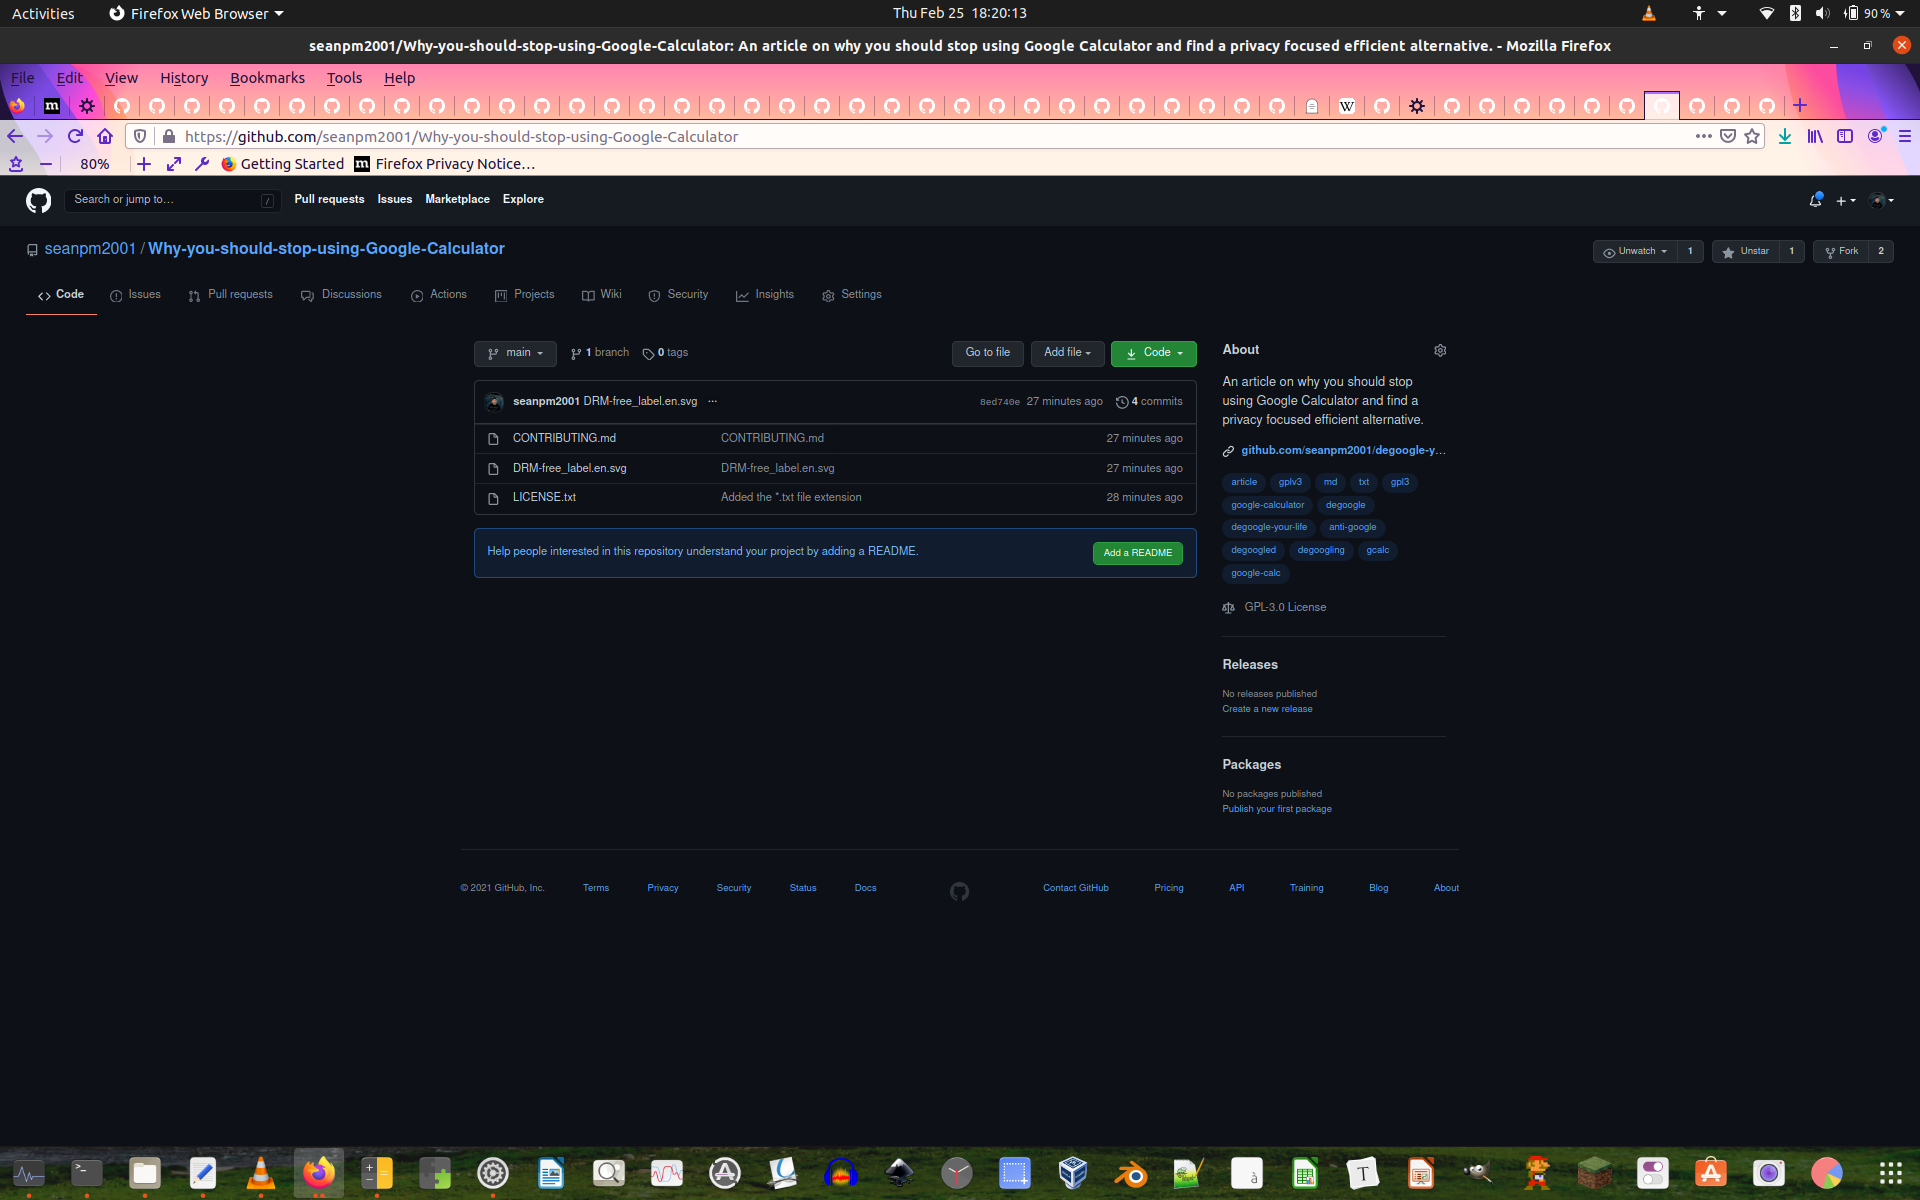 Activities Firefox Web Browser Thu Feb 25 18:20:13 90 %
seanpm2001/Why-you-should-stop-using-Google-Calculator: An article on why you should stop using Google Calculator and find a privacy focused efficient alternative. - Mozilla Firefox
File Edit View History Bookmarks Tools Help
https://github.com/seanpm2001/Why-you-should-stop-using-Google-Calculator
80% Getting Started Firefox Privacy Notice…
Search or jump to… / Pull requests Issues Marketplace Explore
seanpm2001 / Why-you-should-stop-using-Google-Calculator Unwatch 1 Unstar 1 Fork 2
Code Issues Pull requests Discussions Actions Projects Wiki Security Insights Settings
main 1 branch 0 tags Go to file Add file Code
seanpm2001 DRM-free_label.en.svg ... 8ed740e 27 minutes ago 4 commits
CONTRIBUTING.md CONTRIBUTING.md 27 minutes ago
DRM-free_label.en.svg DRM-free_label.en.svg 27 minutes ago
LICENSE.txt Added the *.txt file extension 28 minutes ago
Help people interested in this repository understand your project by adding a README. Add a README
About
An article on why you should stop
using Google Calculator and find a
privacy focused efficient alternative.
github.com/seanpm2001/degoogle-y…
article gplv3 md txt gpl3
google-calculator degoogle
degoogle-your-life anti-google
degoogled degoogling gcalc
google-calc
GPL-3.0 License
Releases
No releases published
Create a new release
Packages
No packages published
Publish your first package
© 2021 GitHub, Inc. Terms Privacy Security Status Docs Contact GitHub Pricing API Training Blog About